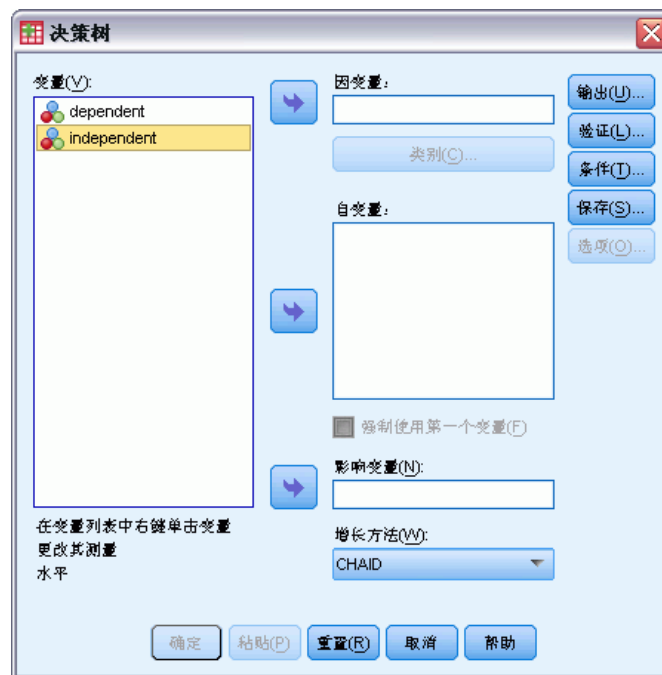 决策树
变量(V):
dependent
independent
在变量列表中右键单击变量
更改其测量
水平
因变量:
类别(C)...
自变量:
强制使用第一个变量(F)
影响变量(N):
增长方法(W):
CHAID
输出(U)...
验证(L)...
条件(T)...
保存(S)...
选项(O)...
确定
粘贴(P)
重置(R)
取消
帮助